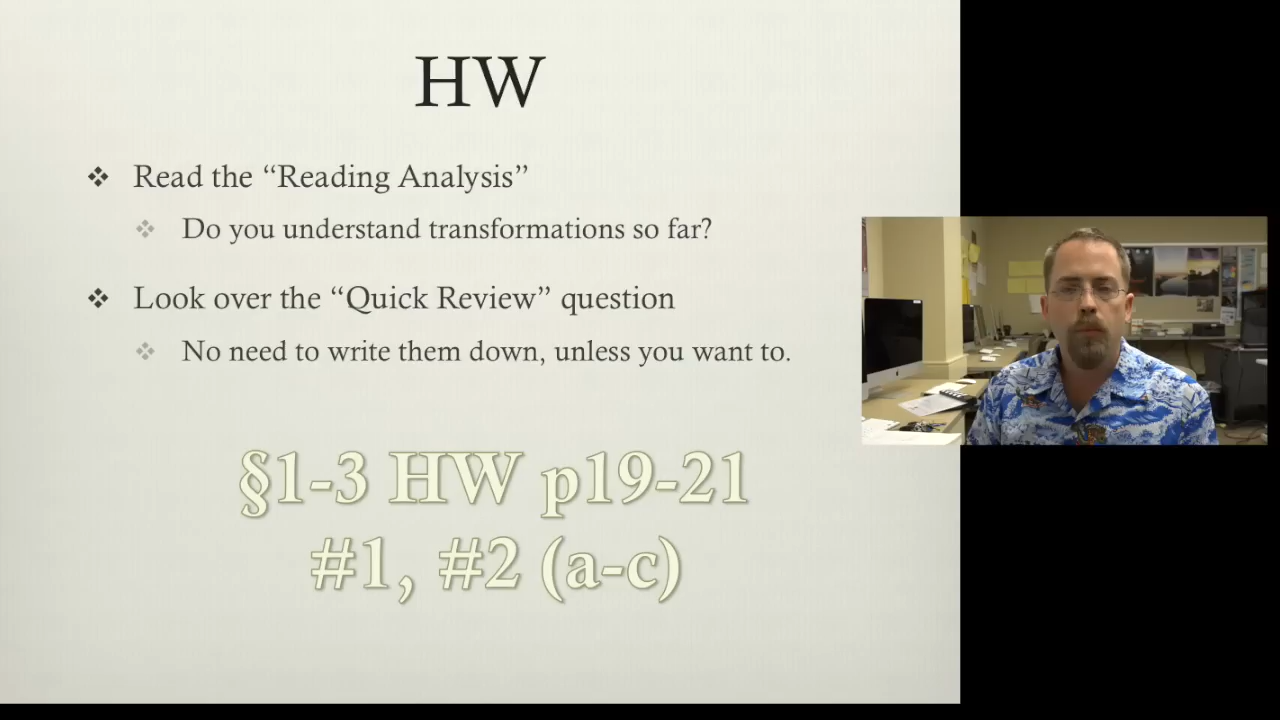 HW
Read the “Reading Analysis”
Do you understand transformations so far?
Look over the “Quick Review” question
No need to write them down, unless you want to.
§1-3 HW p19-21
#1, #2 (a-c)